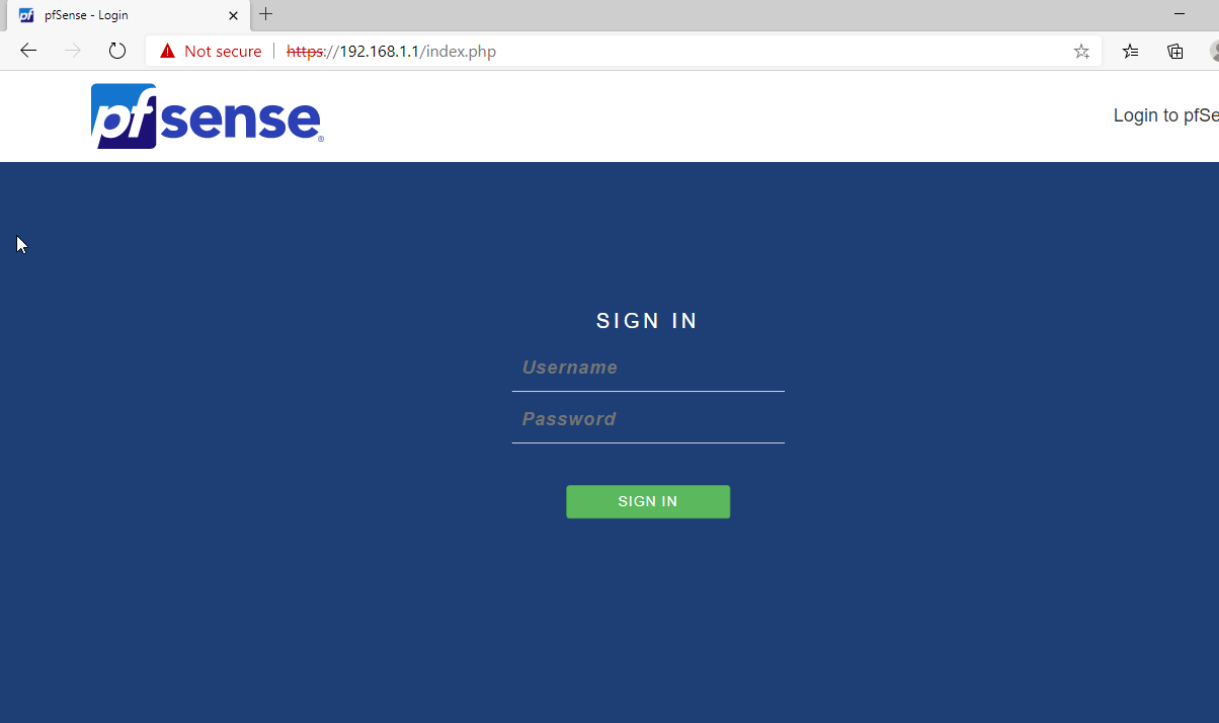 pfSense - Login
Not secure | https://192.168.1.1/index.php
pfsense®
Login to pfSe
SIGN IN
Username
Password
SIGN IN